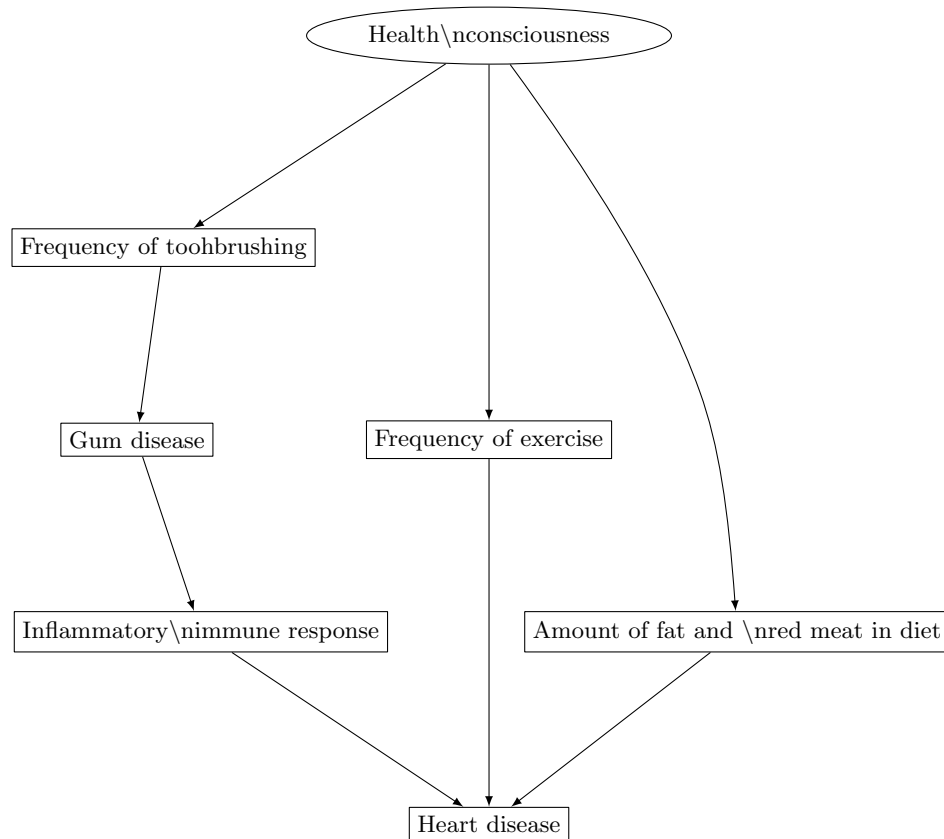 Health\nconsciousness
Frequency of toohbrushing
Gum disease
Frequency of exercise
Inflammatory\nimmune response
Amount of fat and \nred meat in diet
Heart disease